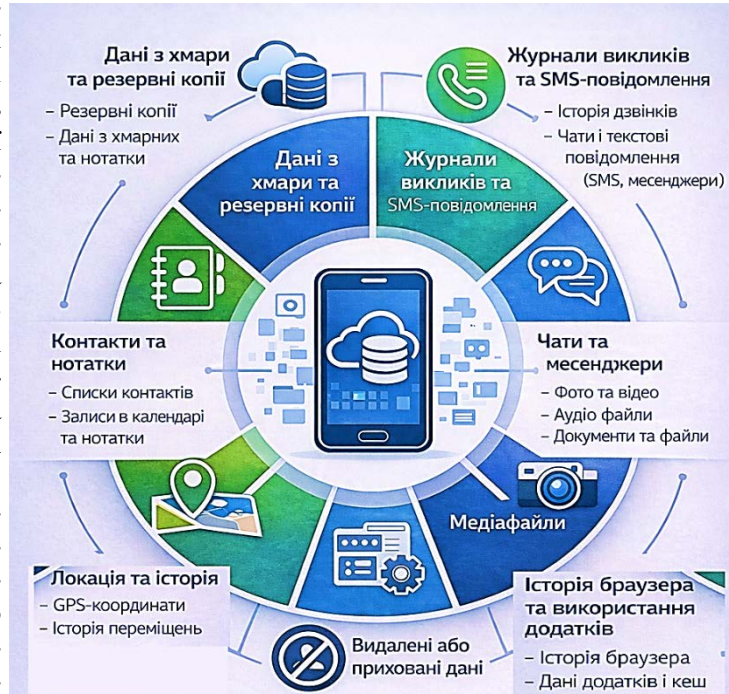 Дані з хмари
та резервні копії
– Резервні копії
– Дані з хмарних
та нотатки
Журнали викликів
та SMS-повідомлення
– Історія дзвінків
– Чати і текстові
повідомлення
(SMS, месенджери)
Дані з
хмари та
резервні копії
Журнали
викликів та
SMS-повідомлення
Контакти та
нотатки
– Списки контактів
– Записи в календарі
та нотатки
Чати та
месенджери
– Фото та відео
– Аудіо файли
– Документи та файли
Медіафайли
Локація та історія
– GPS-координати
– Історія переміщень
Видалені або
приховані дані
Історія браузера
та використання
додатків
– Історія браузера
– Дані додатків і кеш